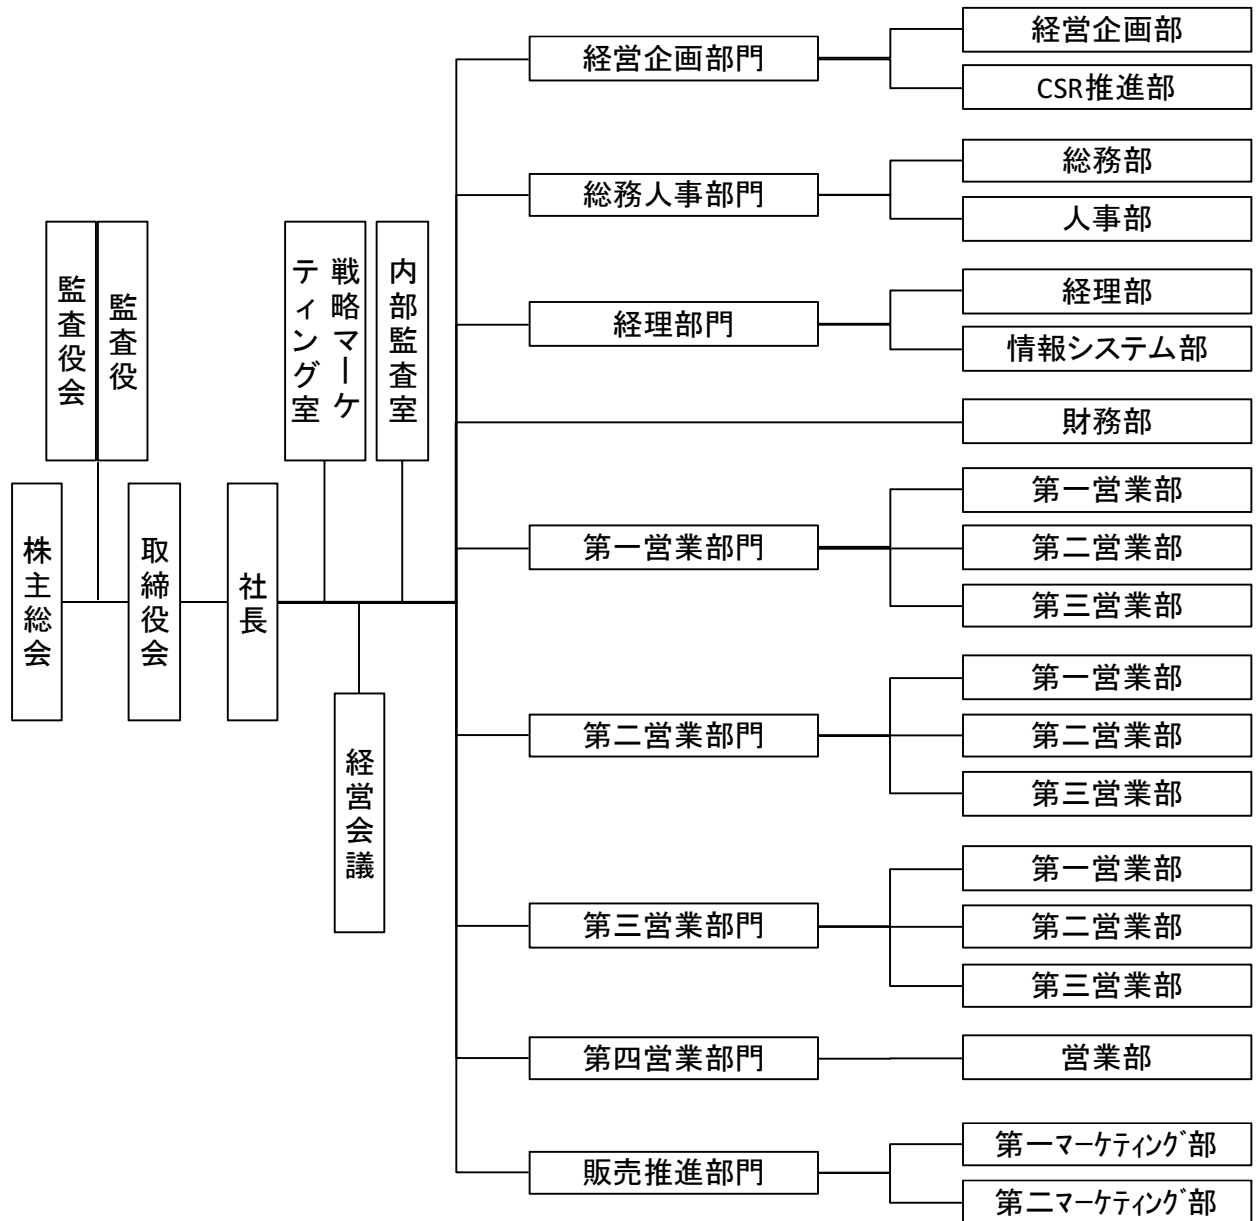 株主総会
監査役会
監査役
取締役会
社長
戦略マーケ
ティング室
内部監査室
経営会議
経営企画部門
経営企画部
CSR推進部
総務人事部門
総務部
人事部
経理部門
経理部
情報システム部
財務部
第一営業部門
第一営業部
第二営業部
第三営業部
第二営業部門
第一営業部
第二営業部
第三営業部
第三営業部門
第一営業部
第二営業部
第三営業部
第四営業部門
営業部
販売推進部門
第一マーケティング部
第二マーケティング部